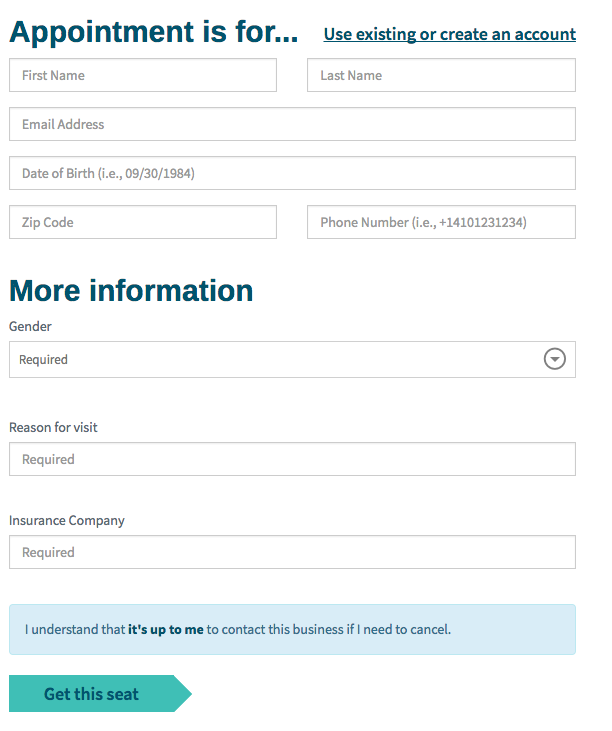 Appointment is for... Use existing or create an account
First Name Last Name
Email Address
Date of Birth (i.e., 09/30/1984)
Zip Code Phone Number (i.e., +14101231234)
More information
Gender
Required
Reason for visit
Required
Insurance Company
Required
I understand that it's up to me to contact this business if I need to cancel.
Get this seat